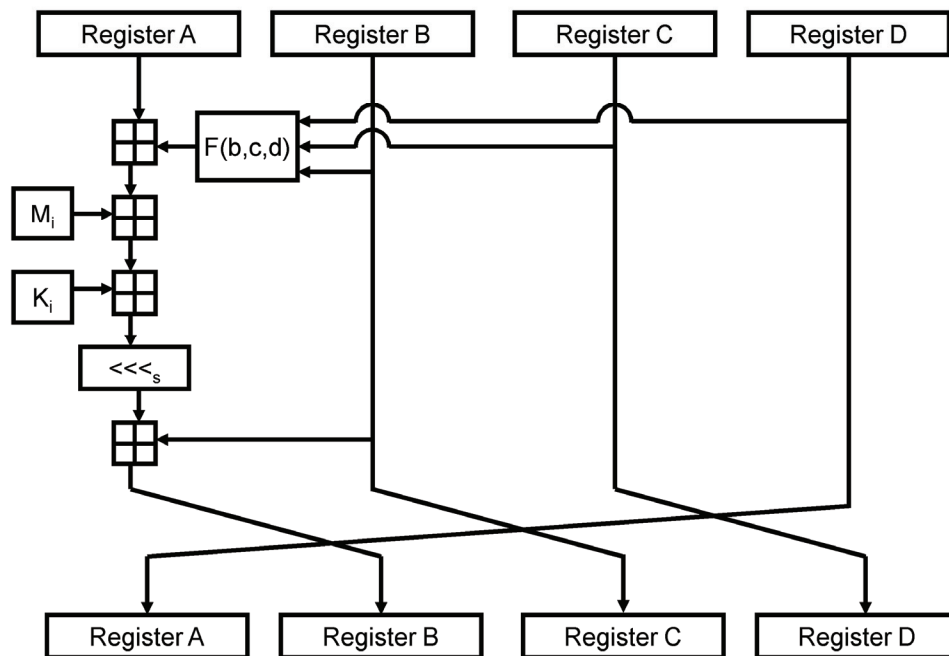 Register A
Register B
Register C
Register D
F(b,c,d)
Mi
Ki
<<<s
Register A
Register B
Register C
Register D